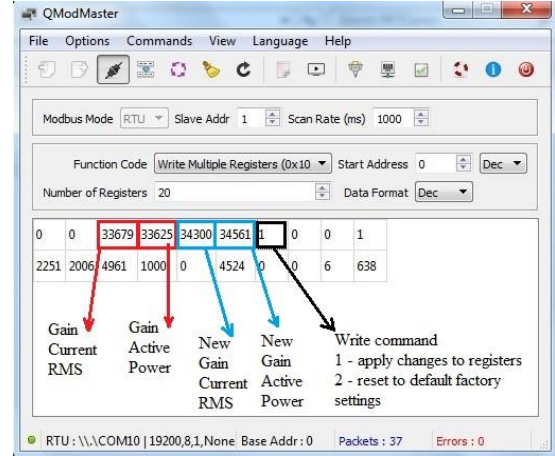 QModMaster
File Options Commands View Language Help
Modbus Mode RTU Slave Addr 1 Scan Rate (ms) 1000
Function Code Write Multiple Registers (0x10 Start Address 0 Dec
Number of Registers 20 Data Format Dec
0 0 33679 33625 34300 34561 1 0 0 1
2251 2006 4961 1000 0 4524 0 0 6 638
Gain Current RMS
Gain Active Power
New Gain Current RMS
New Gain Active Power
Write command
1 - apply changes to registers
2 - reset to default factory
settings
RTU : \\.\COM10 | 19200,8,1,None Base Addr : 0 Packets : 37 Errors : 0